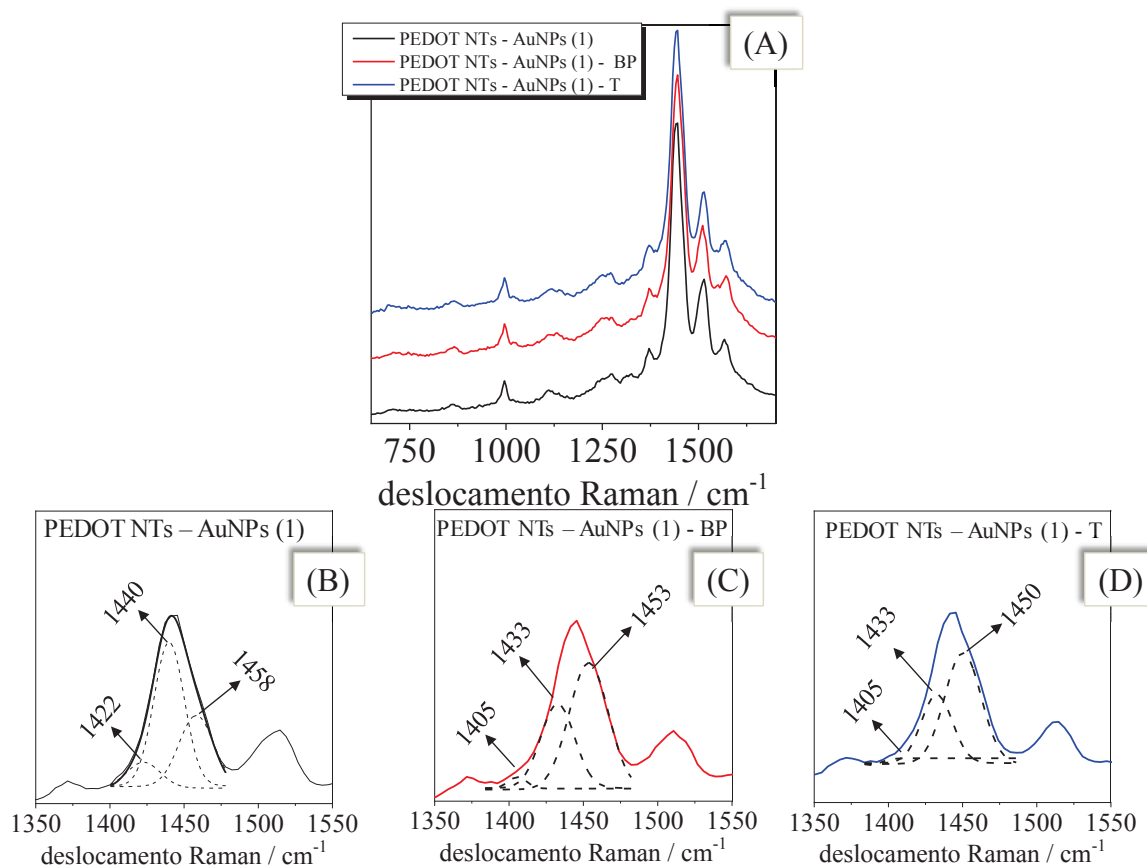 PEDOT NTs - AuNPs (1)
PEDOT NTs - AuNPs (1) - BP
PEDOT NTs - AuNPs (1) - T
(A)
750 1000 1250 1500
deslocamento Raman / cm-1
PEDOT NTs – AuNPs (1)
(B)
1440
1458
1422
1350 1400 1450 1500 1550
deslocamento Raman / cm-1
PEDOT NTs – AuNPs (1) - BP
(C)
1433
1453
1405
1350 1400 1450 1500 1550
deslocamento Raman / cm-1
PEDOT NTs – AuNPs (1) - T
(D)
1433
1450
1405
1350 1400 1450 1500 1550
deslocamento Raman / cm-1